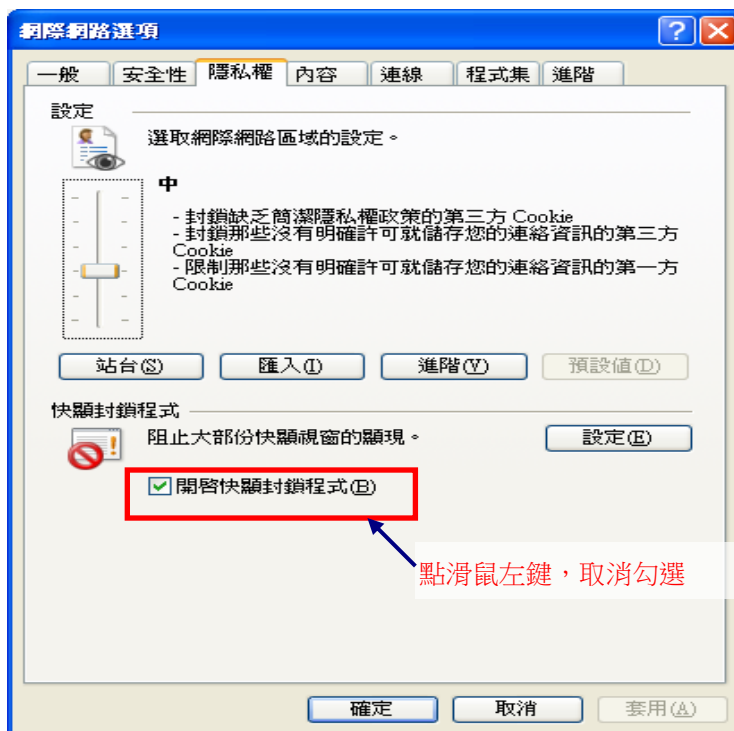 網際網路選項
一般 安全性 隱私權 內容 連線 程式集 進階
設定
選取網際網路區域的設定。
中
- 封鎖缺乏簡潔隱私權政策的第三方 Cookie
- 封鎖那些沒有明確許可就儲存您的連絡資訊的第三方
Cookie
- 限制那些沒有明確許可就儲存您的連絡資訊的第一方
Cookie
站台(S) 匯入(I) 進階(V) 預設值(D)
快顯封鎖程式
阻止大部份快顯視窗的顯現。 設定(E)
開啓快顯封鎖程式(B)
點滑鼠左鍵，取消勾選
確定 取消 套用(A)